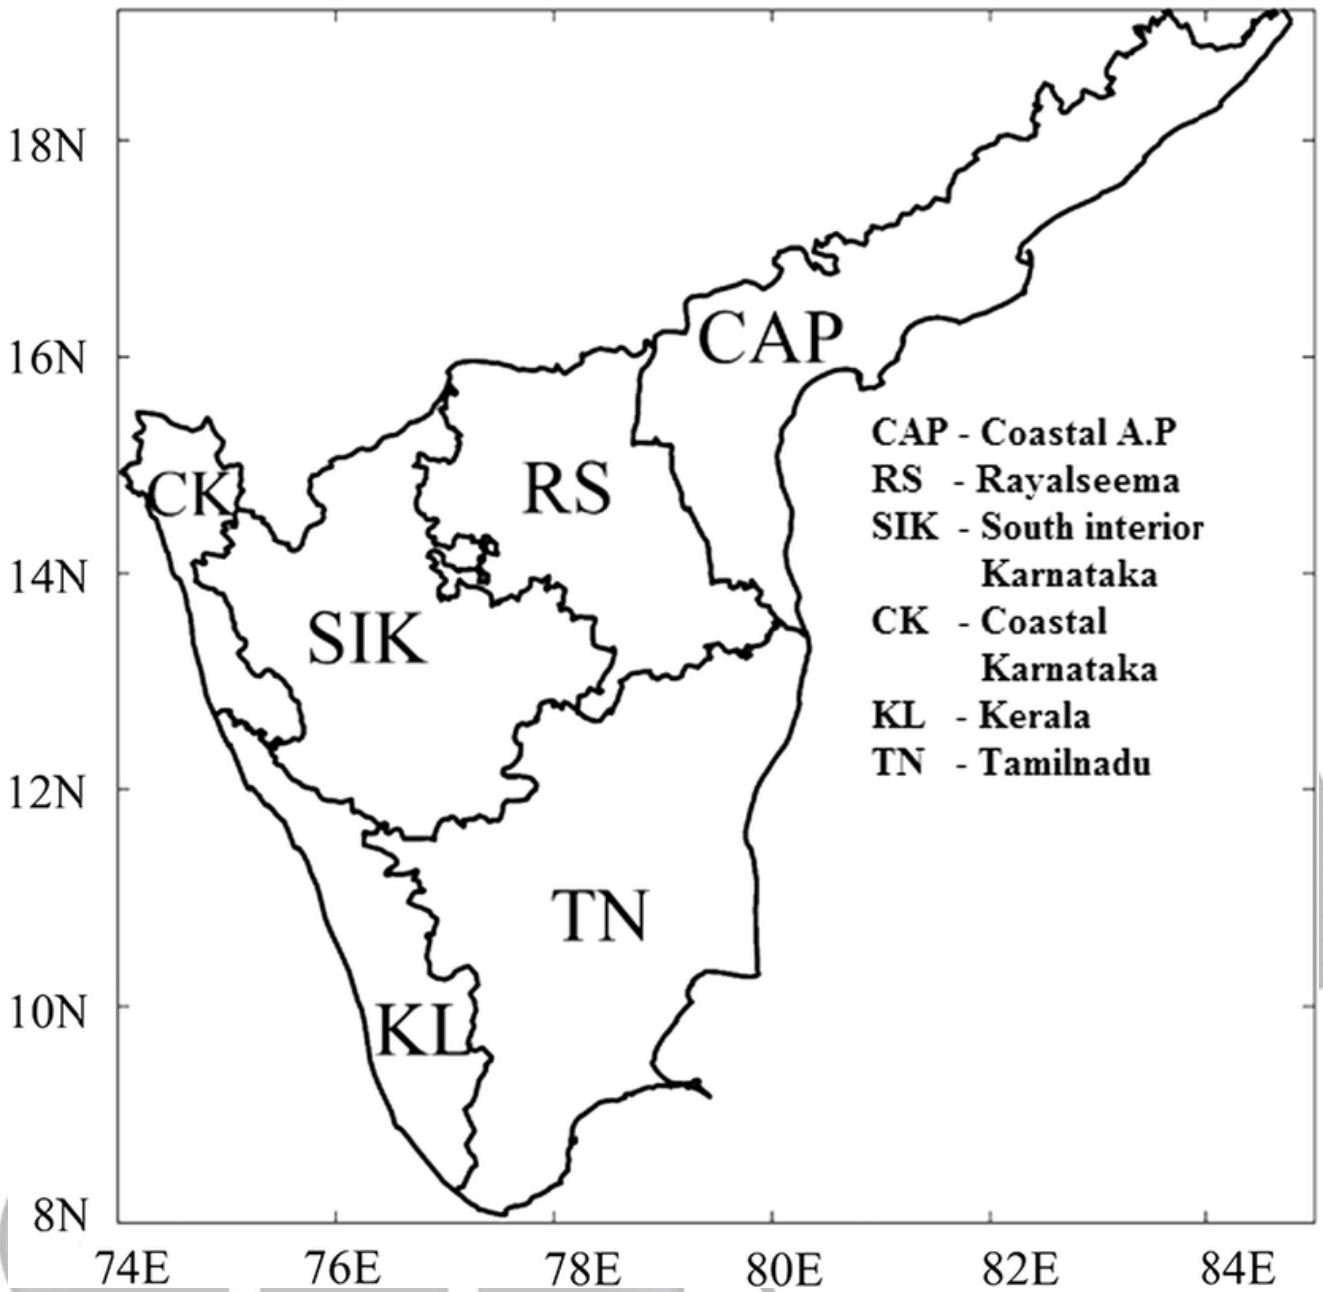 18N
16N
CAP
CAP - Coastal A.P
CK
RS
RS - Rayalseema
SIK - South interior
Karnataka
14N
SIK
CK - Coastal
Karnataka
KL - Kerala
TN - Tamilnadu
12N
TN
10N
KL
8N
74E 76E 78E 80E 82E 84E